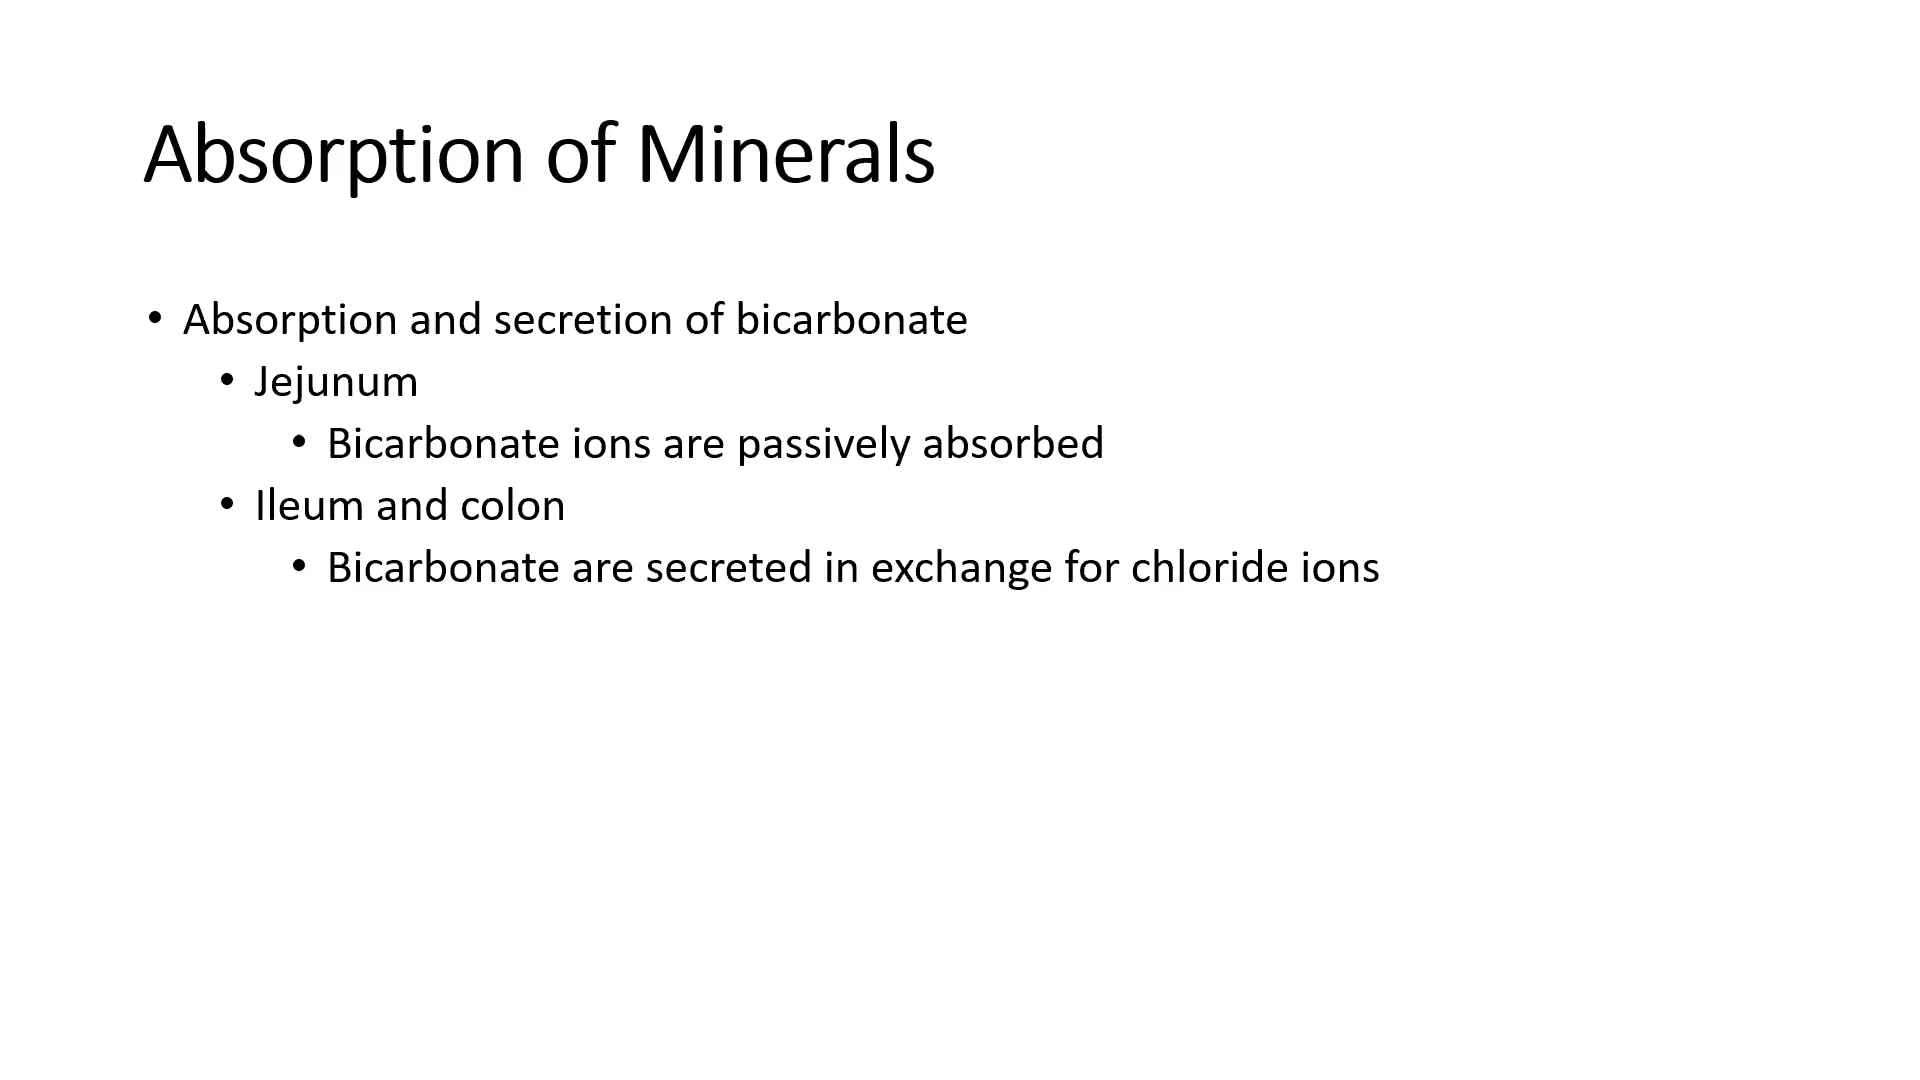 Absorption of Minerals
• Absorption and secretion of bicarbonate
• Jejunum
• Bicarbonate ions are passively absorbed
• Ileum and colon
• Bicarbonate are secreted in exchange for chloride ions